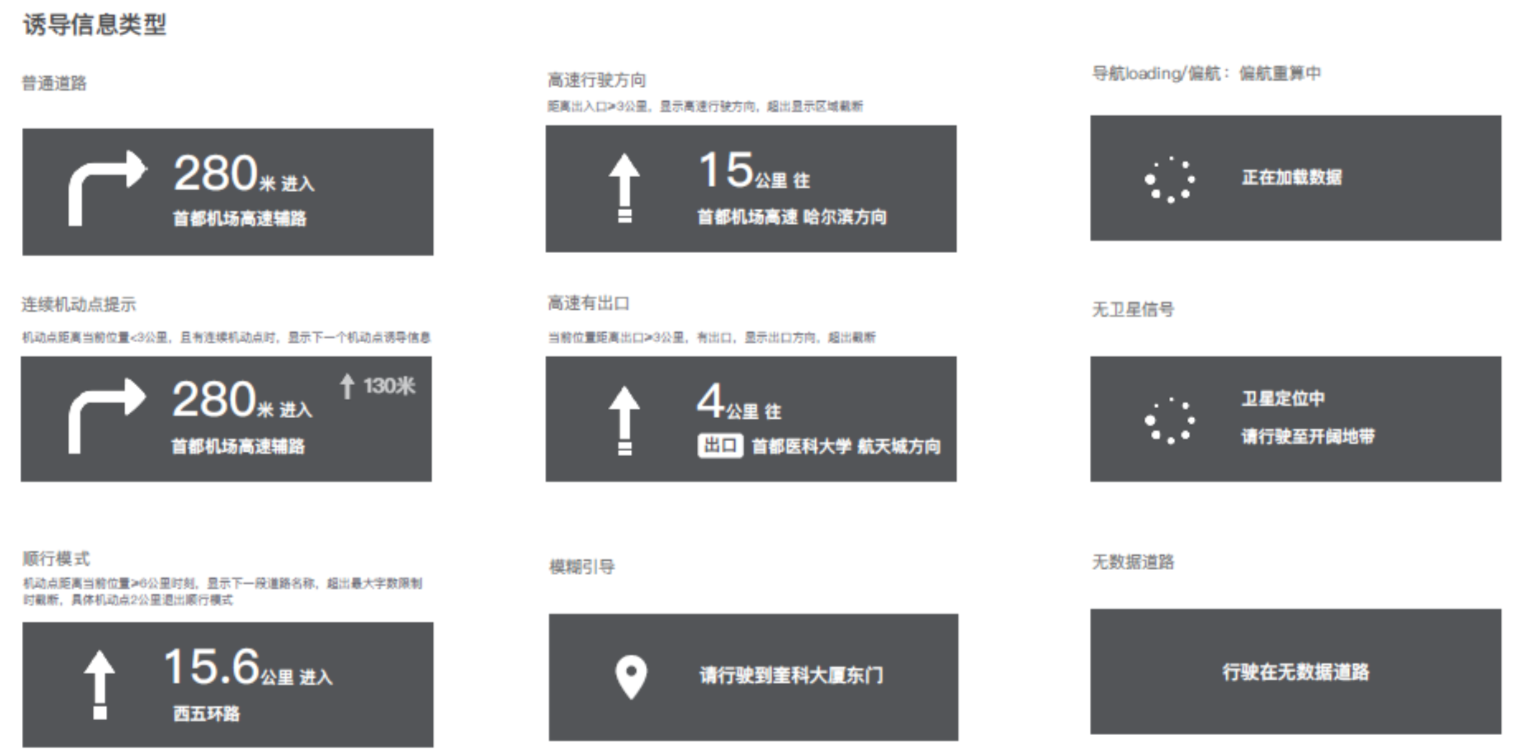 诱导信息类型
普通道路
280米 进入
首都机场高速辅路
连续机动点提示
机动点距离当前位置<3公里，且有连续机动点时，显示下一个机动点诱导信息
280米 进入
130米
首都机场高速辅路
顺行模式
机动点距离当前位置≥6公里时刻，显示下一段道路名称，超出最大字数限制
时截断，具体机动点2公里退出顺行模式
15.6公里 进入
西五环路
高速行驶方向
距离出入口≥3公里，显示高速行驶方向，超出显示区域截断
15公里 往
首都机场高速 哈尔滨方向
高速有出口
当前位置距离出口≥3公里，有出口，显示出口方向，超出截断
4公里 往
出口 首都医科大学 航天城方向
模糊引导
请行驶到奎科大厦东门
导航loading/偏航：偏航重算中
正在加载数据
无卫星信号
卫星定位中
请行驶至开阔地带
无数据道路
行驶在无数据道路